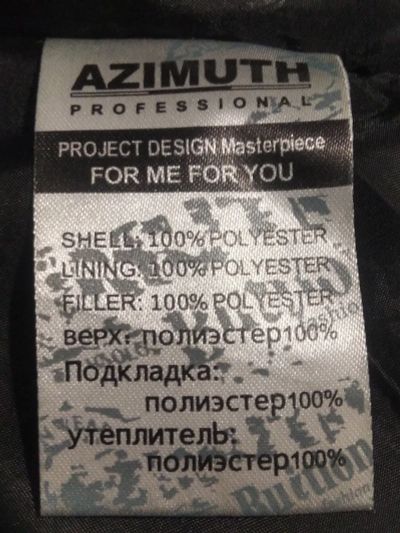 AZIMUTH
PROFESSIONAL
PROJECT DESIGN Masterpiece
FOR ME FOR YOU
SHELL: 100% POLYESTER
LINING: 100% POLYESTER
FILLER: 100% POLYESTER
верх: полиэстер100%
Подкладка:
полиэстер100%
утеплитель:
полиэстер100%
Button